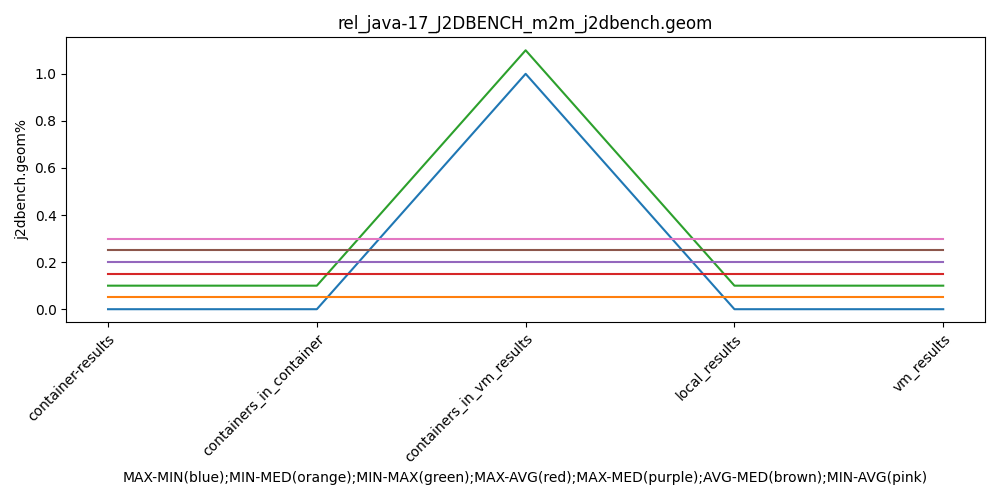 rel_java-17_J2DBENCH_m2m_j2dbench.geom
j2dbench.geom%
1.0
0.8
0.6
0.4
0.2
0.0
container-results
containers_in_container
containers_in_vm_results
local_results
vm_results
MAX-MIN(blue);MIN-MED(orange);MIN-MAX(green);MAX-AVG(red);MAX-MED(purple);AVG-MED(brown);MIN-AVG(pink)